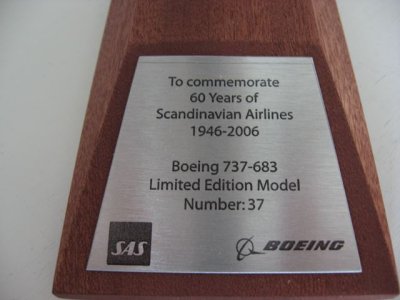 To commemorate
60 Years of
Scandinavian Airlines
1946-2006
Boeing 737-683
Limited Edition Model
Number: 37
SAS
BOEING